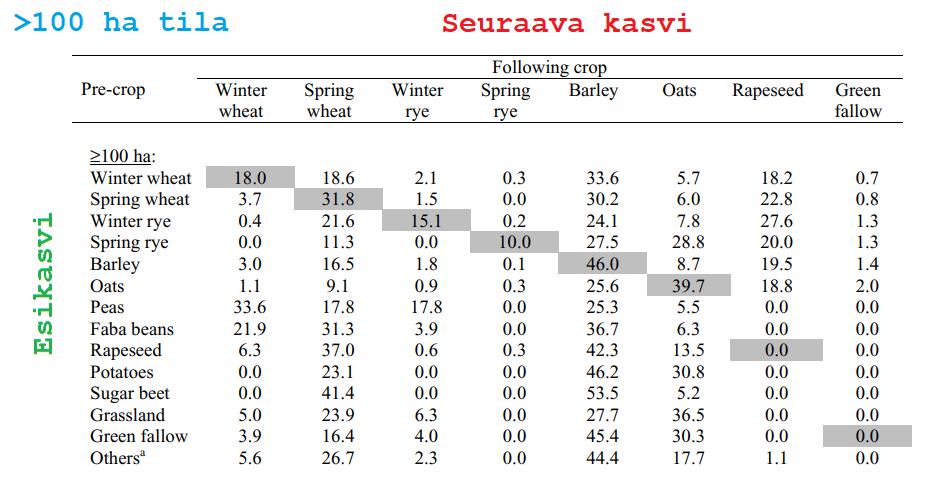 >100 ha tila
Seuraava kasvi
Esikasvi
Pre-crop
Following crop
Winter wheat Spring wheat Winter rye Spring rye Barley Oats Rapeseed Green fallow
≥100 ha:
Winter wheat 18.0 18.6 2.1 0.3 33.6 5.7 18.2 0.7
Spring wheat 3.7 31.8 1.5 0.0 30.2 6.0 22.8 0.8
Winter rye 0.4 21.6 15.1 0.2 24.1 7.8 27.6 1.3
Spring rye 0.0 11.3 0.0 10.0 27.5 28.8 20.0 1.3
Barley 3.0 16.5 1.8 0.1 46.0 8.7 19.5 1.4
Oats 1.1 9.1 0.9 0.3 25.6 39.7 18.8 2.0
Peas 33.6 17.8 17.8 0.0 25.3 5.5 0.0 0.0
Faba beans 21.9 31.3 3.9 0.0 36.7 6.3 0.0 0.0
Rapeseed 6.3 37.0 0.6 0.3 42.3 13.5 0.0 0.0
Potatoes 0.0 23.1 0.0 0.0 46.2 30.8 0.0 0.0
Sugar beet 0.0 41.4 0.0 0.0 53.5 5.2 0.0 0.0
Grassland 5.0 23.9 6.3 0.0 27.7 36.5 0.0 0.0
Green fallow 3.9 16.4 4.0 0.0 45.4 30.3 0.0 0.0
Othersᵃ 5.6 26.7 2.3 0.0 44.4 17.7 1.1 0.0